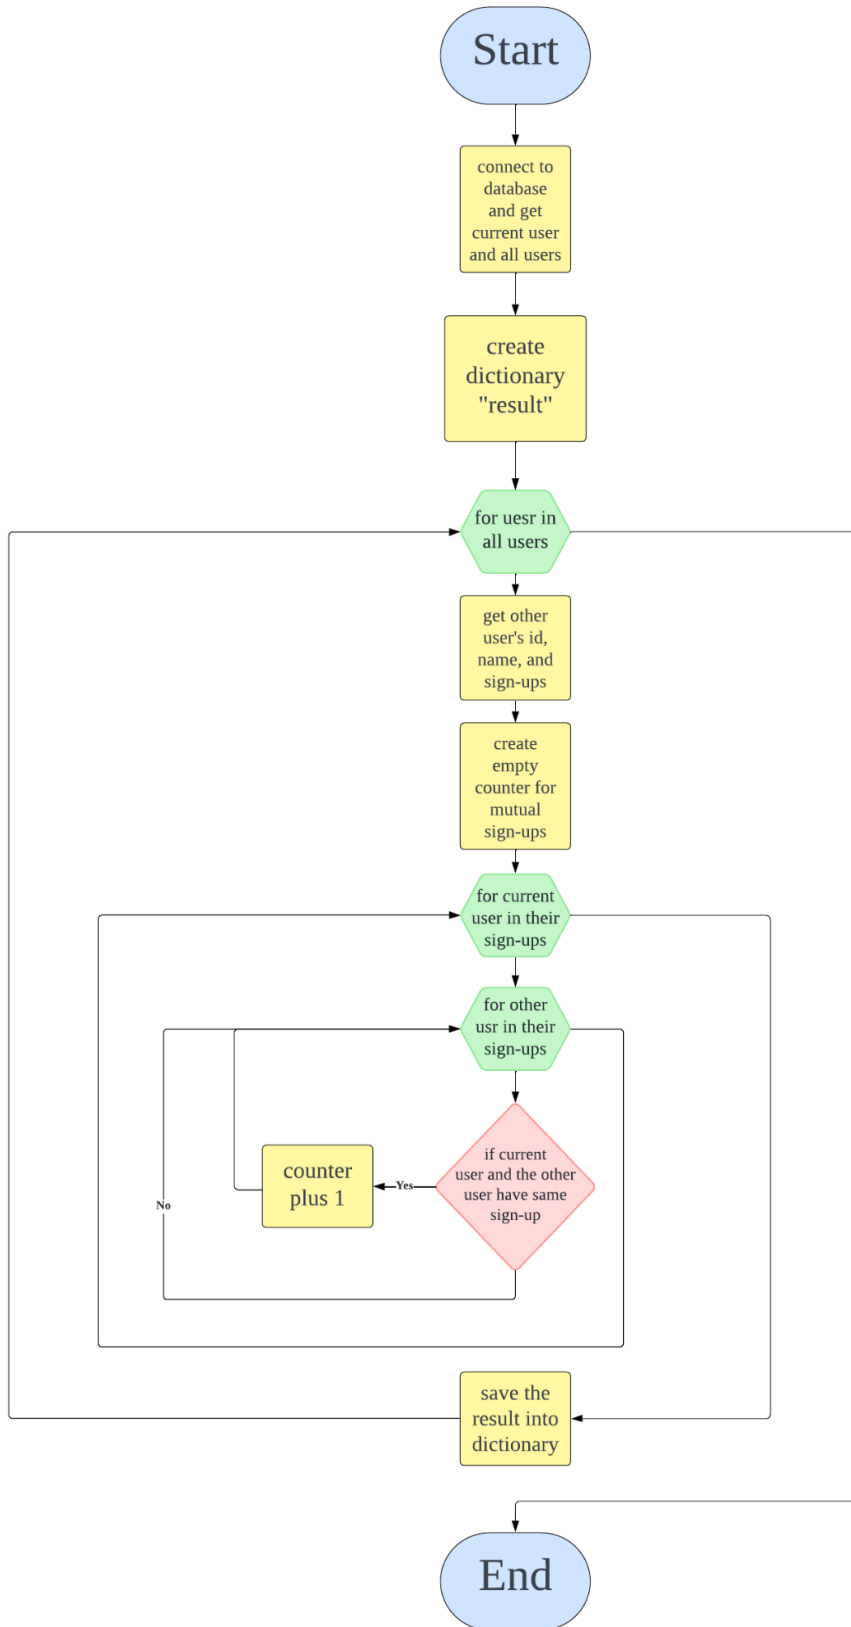 Start
connect to
database
and get
current user
and all users
create
dictionary
"result"
for uesr in
all users
get other
user's id,
name, and
sign-ups
create
empty
counter for
mutual
sign-ups
for current
user in their
sign-ups
for other
usr in their
sign-ups
if current
user and the other
user have same
sign-up
Yes
counter
plus 1
No
save the
result into
dictionary
End